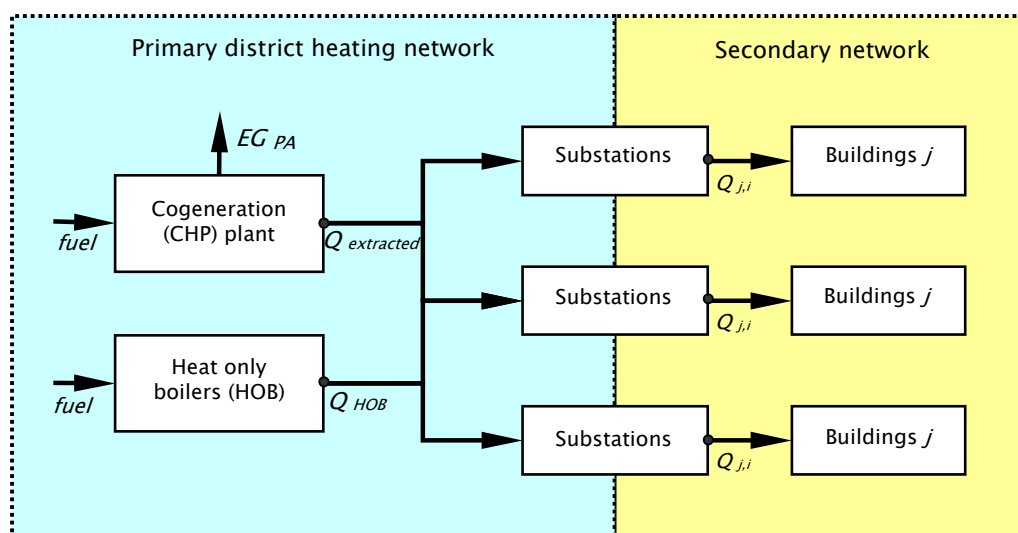 Primary district heating network
Secondary network
EG PA
Substations
Buildings j
Q j,i
Cogeneration
(CHP) plant
fuel
Q extracted
Substations
Buildings j
Q j,i
Heat only
boilers (HOB)
fuel
Q HOB
Substations
Buildings j
Q j,i